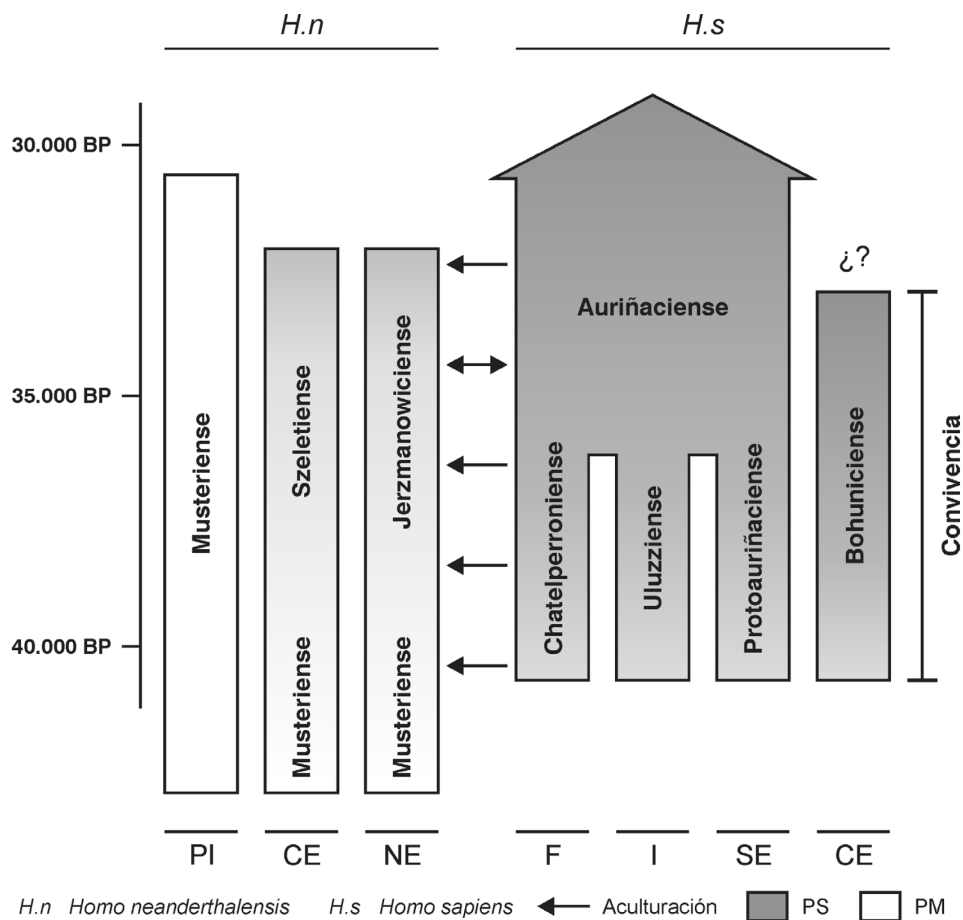 H.n
H.s
30.000 BP
35.000 BP
40.000 BP
Musteriense
Szeletiense
Musteriense
Jerzmanowiciense
Musteriense
Auriñaciense
Chatelperroniense
Uluzziense
Protoauriñaciense
¿?
Bohuniciense
Convivencia
PI
CE
NE
F
I
SE
CE
H.n Homo neanderthalensis H.s Homo sapiens Aculturación PS PM